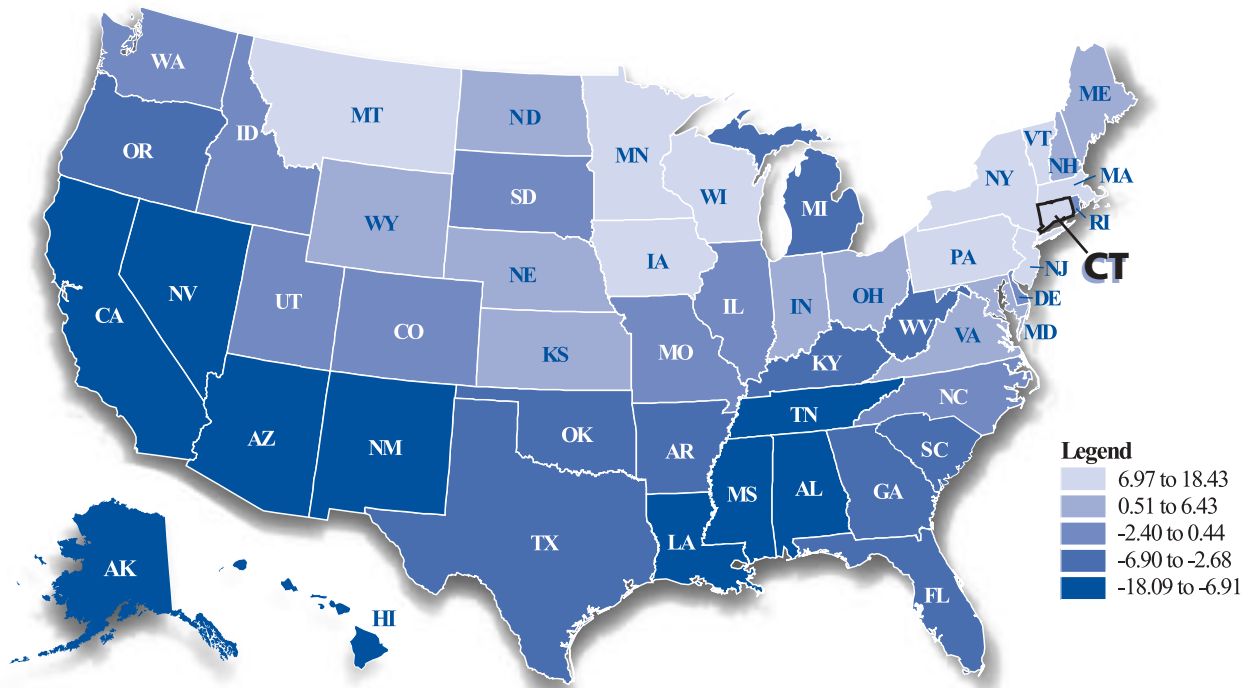 WA
MT
ND
MN
ME
VT
NH
ID
OR
SD
WI
MI
NY
MA
WY
RI
IA
PA
NJ
CT
NE
NV
UT
IL
IN
OH
DE
CA
CO
MO
WV
VA
MD
KS
KY
NC
TN
AZ
NM
OK
AR
SC
MS
AL
GA
TX
LA
FL
AK
HI
Legend
6.97 to 18.43
0.51 to 6.43
-2.40 to 0.44
-6.90 to -2.68
-18.09 to -6.91